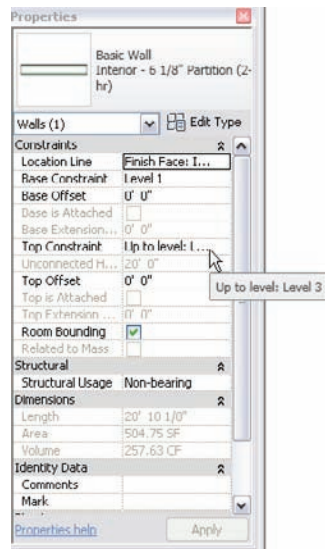 Properties
Basic Wall
Interior - 6 1/8" Partition (2-
hr)
Walls (1) Edit Type
Constraints
Location Line Finish Face: I...
Base Constraint Level 1
Base Offset 0' 0"
Base is Attached
Base Extension... 0' 0"
Top Constraint Up to level: L...
Unconnected H... 20' 0"
Top Offset 0' 0"
Up to level: Level 3
Top is Attached
Top Extension ... 0' 0"
Room Bounding
Related to Mass
Structural
Structural Usage Non-bearing
Dimensions
Length
Area 504.75 SF
Volume 257.63 CF
Identity Data
Comments
Mark
Properties help Apply